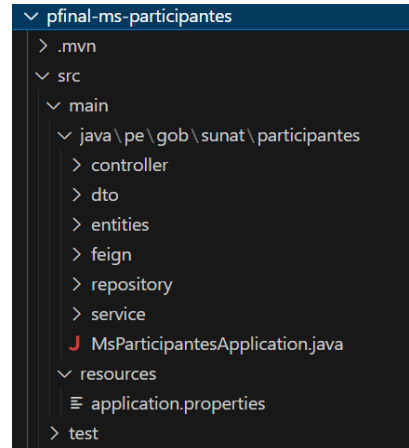 pfinal-ms-participantes
.mvn
src
main
java\pe\gob\sunat\participantes
controller
dto
entities
feign
repository
service
J MsParticipantesApplication.java
resources
application.properties
test